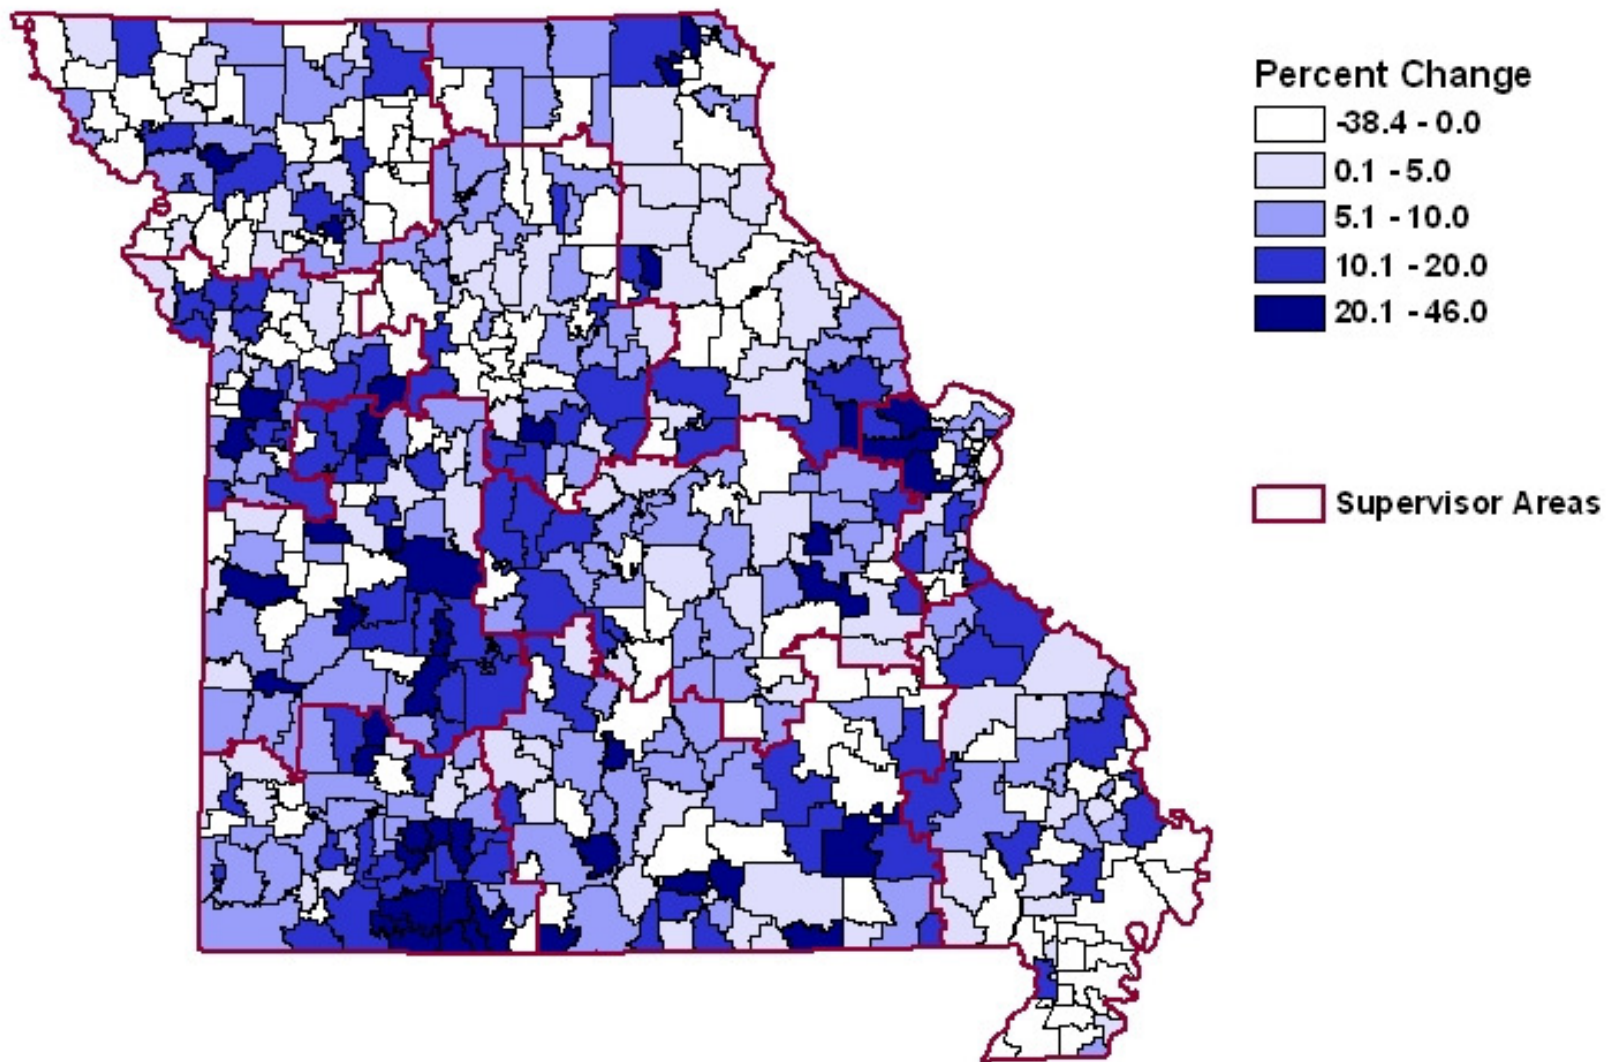 Percent Change
-38.4 - 0.0
0.1 - 5.0
5.1 - 10.0
10.1 - 20.0
20.1 - 46.0
Supervisor Areas